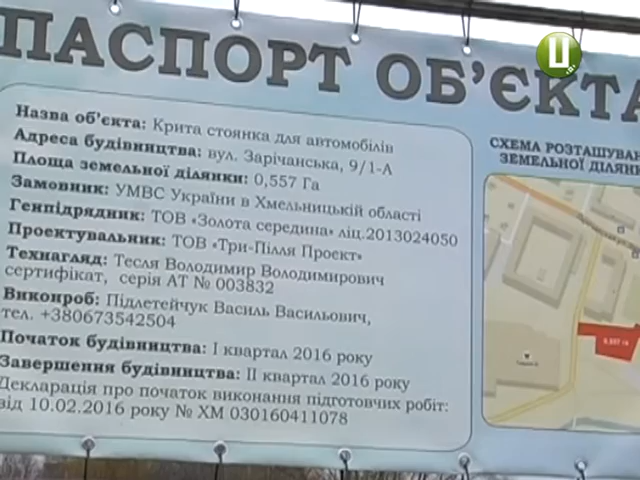 ПАСПОРТ ОБ'ЄКТА
Назва об'єкта: Крита стоянка для автомобілів
Адреса будівництва: вул. Зарічанська, 9/1-А
Площа земельної ділянки: 0,557 Га
Замовник: УМВС України в Хмельницькій області
Генпідрядник: ТОВ «Золота середина» ліц.2013024050
Проектувальник: ТОВ «Три-Пілля Проект»
Технагляд: Тесля Володимир Володимирович
сертифікат, серія АТ № 003832
Виконроб: Підлетейчук Василь Васильович,
тел. +380673542504
Початок будівництва: І квартал 2016 року
Завершення будівництва: ІІ квартал 2016 року
Декларація про початок виконання підготовчих робіт:
від 10.02.2016 року № ХМ 030160411078
СХЕМА РОЗТАШУВАН
ЗЕМЕЛЬНОЇ ДІЛЯНК
0,557 га
Ц